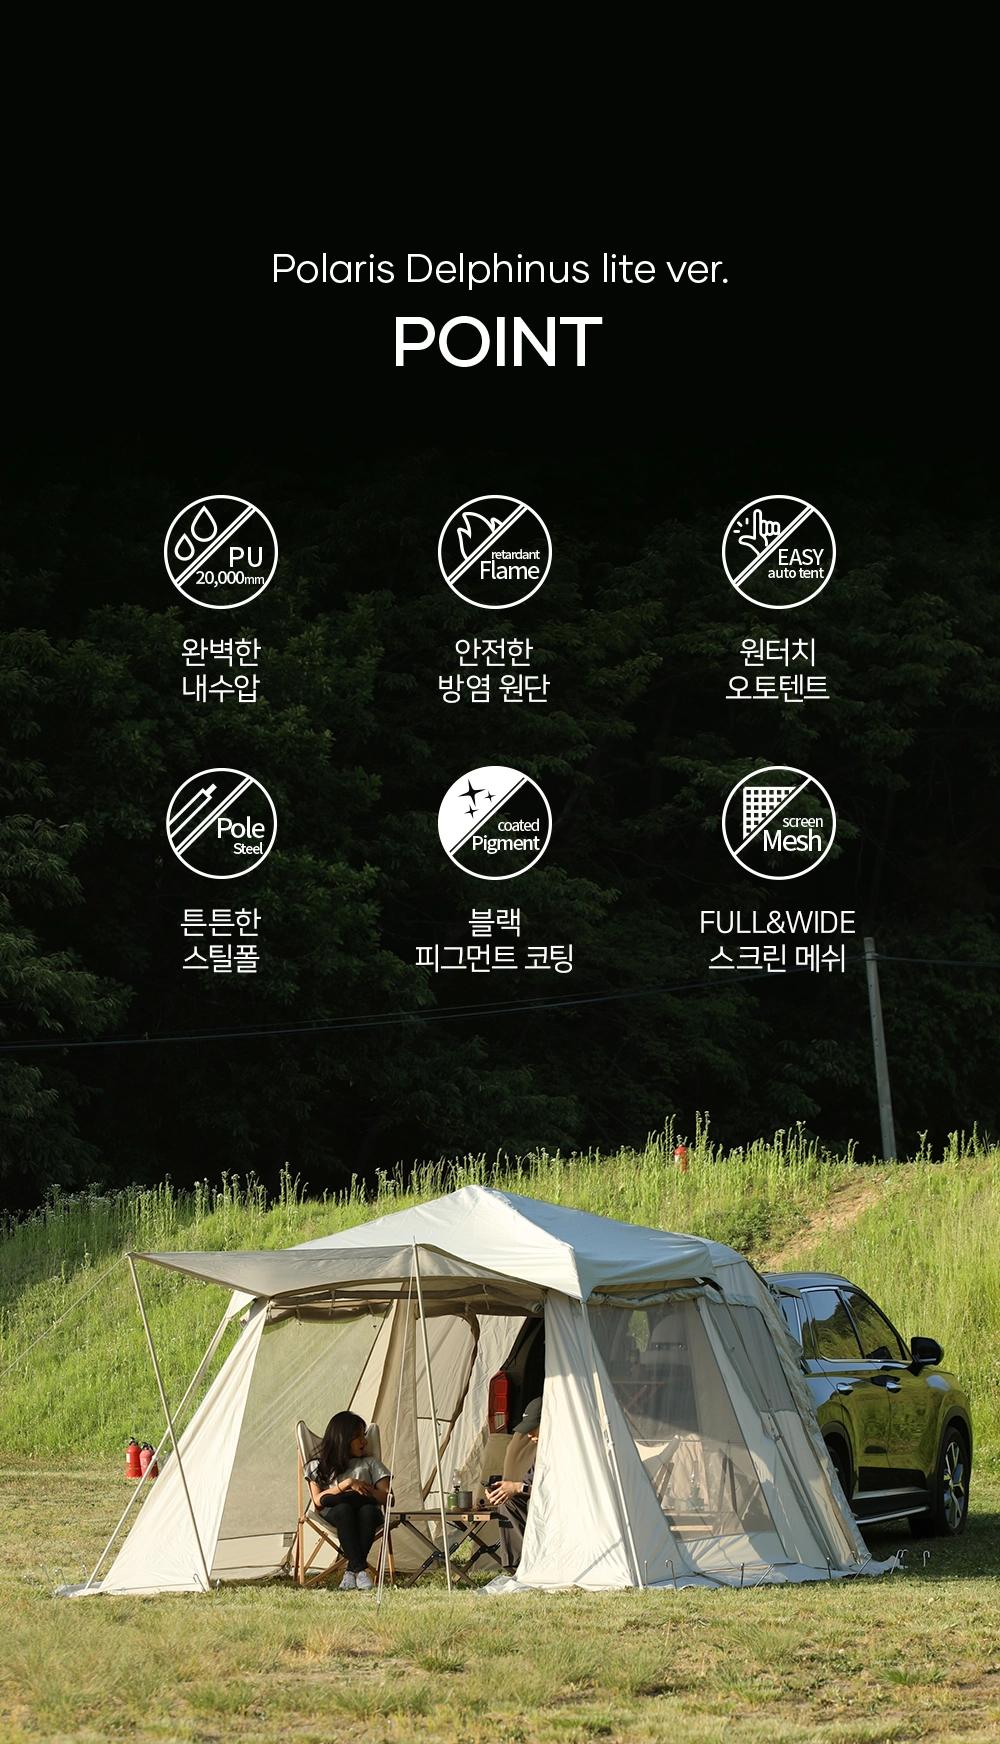 Polaris Delphinus lite ver.
POINT
PU
20,000mm
retardant
Flame
EASY
auto tent
완벽한
내수압
안전한
방염 원단
원터치
오토텐트
Pole
Steel
coated
Pigment
screen
Mesh
튼튼한
스틸폴
블랙
피그먼트 코팅
FULL&WIDE
스크린 메쉬